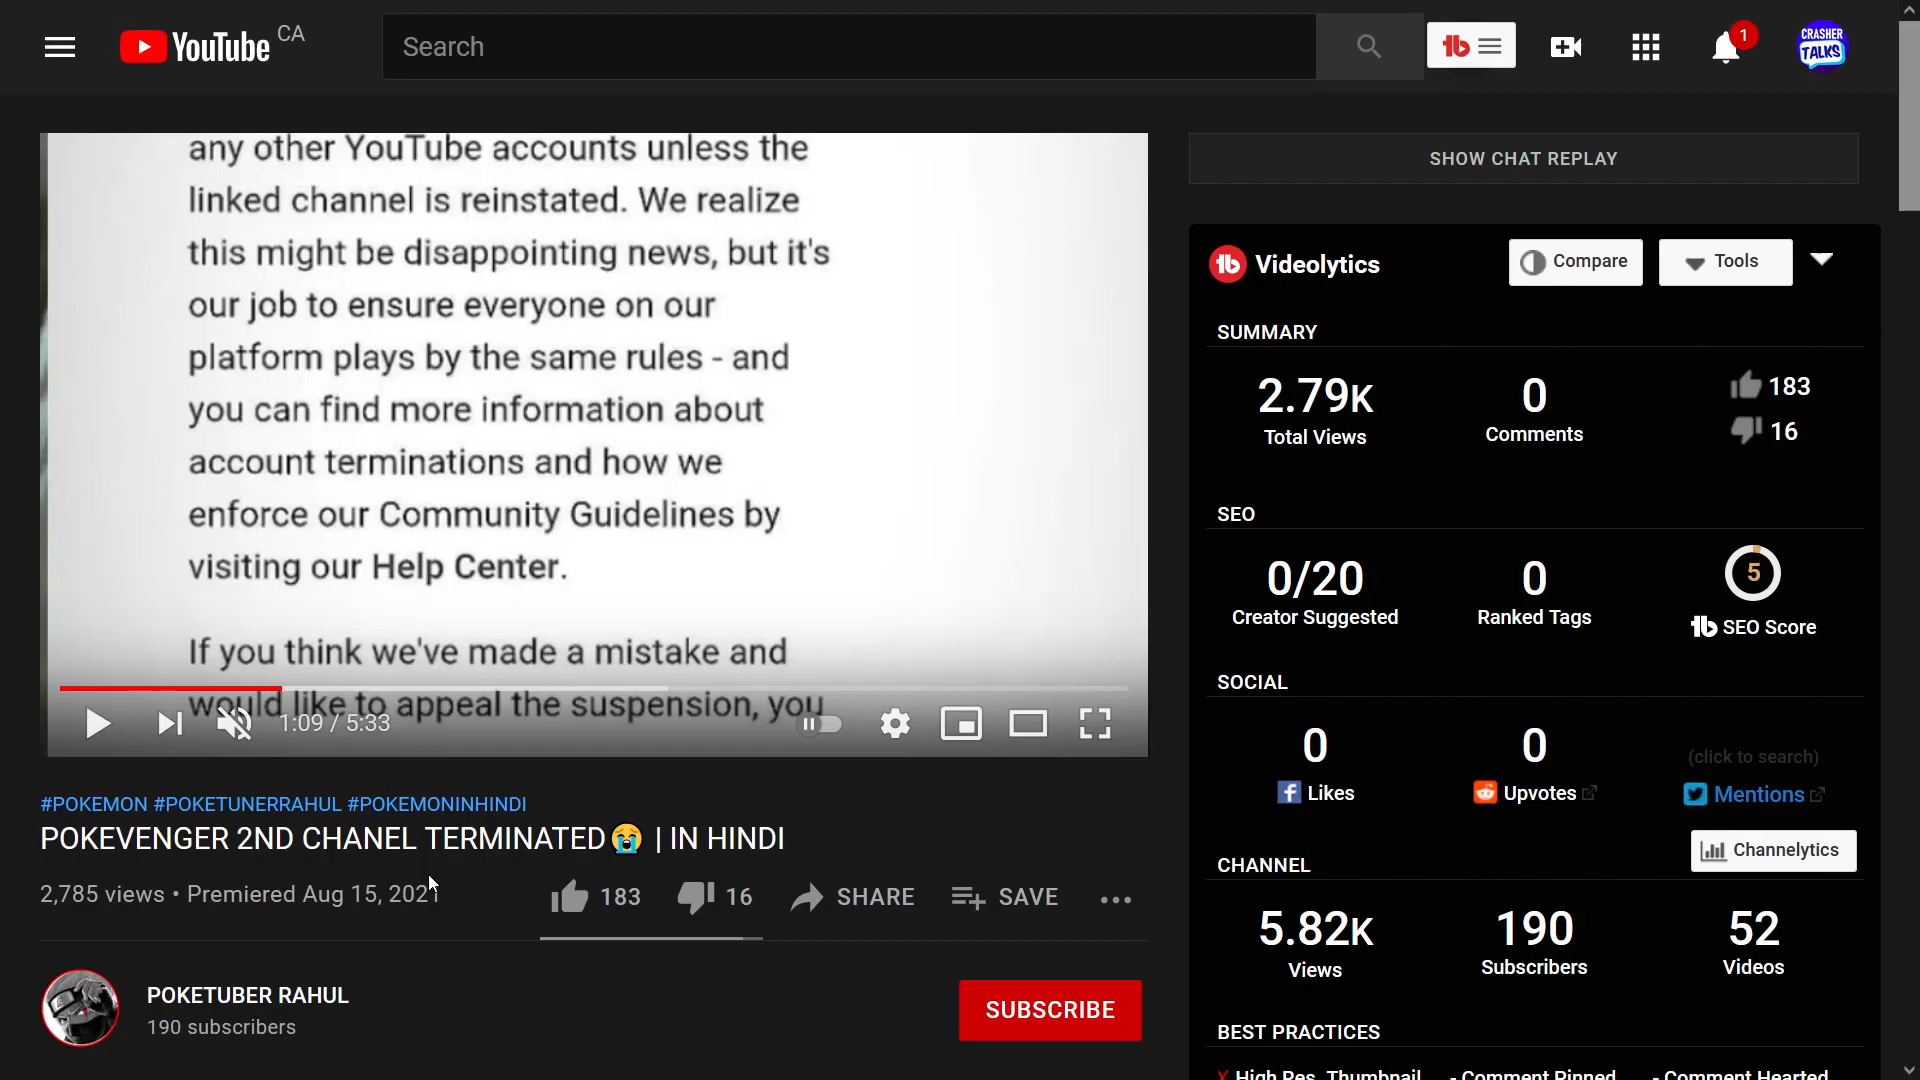 YouTube CA
Search
1
CRASHER
TALKS
any other YouTube accounts unless the
linked channel is reinstated. We realize
this might be disappointing news, but it's
our job to ensure everyone on our
platform plays by the same rules - and
you can find more information about
account terminations and how we
enforce our Community Guidelines by
visiting our Help Center.
If you think we've made a mistake and
would like to appeal the suspension, you
1:09 / 5:33
#POKEMON #POKETUNERRAHUL #POKEMONINHINDI
POKEVENGER 2ND CHANEL TERMINATED😭 | IN HINDI
2,785 views • Premiered Aug 15, 2021
183
16
SHARE
SAVE
POKETUBER RAHUL
190 subscribers
SUBSCRIBE
SHOW CHAT REPLAY
Videolytics
Compare
Tools
SUMMARY
2.79K
Total Views
0
Comments
183
16
SEO
0/20
Creator Suggested
0
Ranked Tags
5
SEO Score
SOCIAL
0
Likes
0
Upvotes
(click to search)
Mentions
CHANNEL
Channelytics
5.82K
Views
190
Subscribers
52
Videos
BEST PRACTICES
X High Res. Thumbnail - Comment Pinned - Comment Hearted